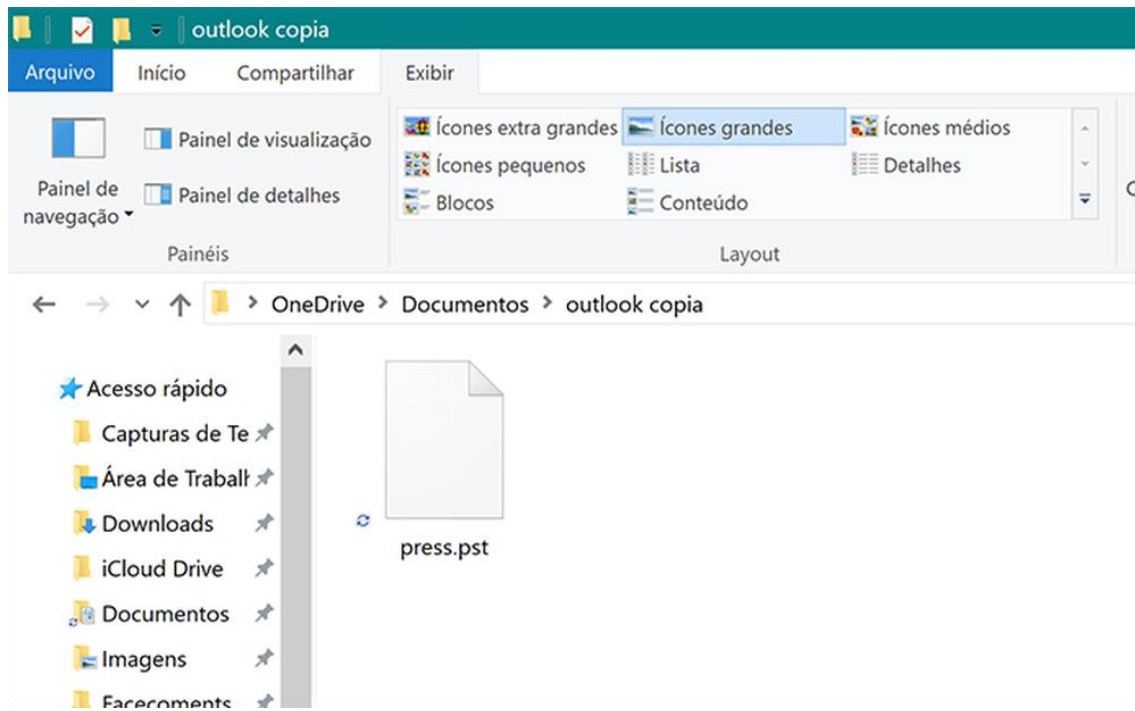 outlook copia
Arquivo Início Compartilhar Exibir
Painel de navegação
Painel de visualização
Painel de detalhes
Painéis
Ícones extra grandes Ícones grandes Ícones médios
Ícones pequenos Lista Detalhes
Blocos Conteúdo
Layout
OneDrive > Documentos > outlook copia
Acesso rápido
Capturas de Te
Área de Trabalh
Downloads
iCloud Drive
Documentos
Imagens
Facecoments
press.pst